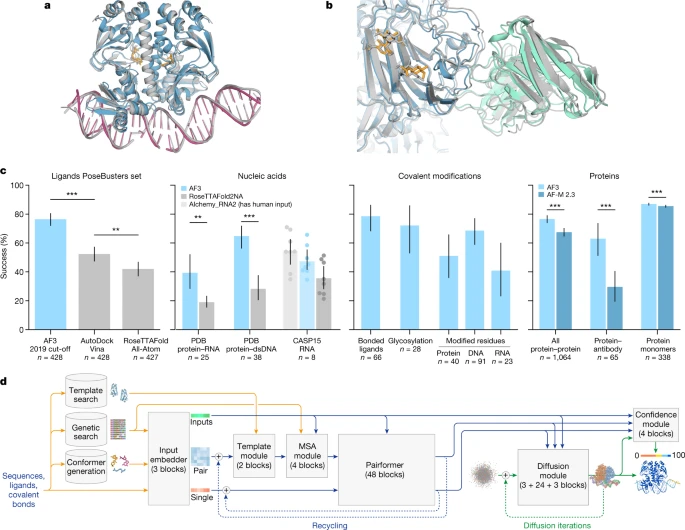 a
b
c
Ligands PoseBusters set
Nucleic acids
Covalent modifications
Proteins
Success (%)
100
80
60
40
20
0
***
**
AF3
2019 cut-off
n = 428
AutoDock
Vina
n = 428
RoseTTAFold
All-Atom
n = 427
AF3
RoseTTAFold2NA
Alchemy_RNA2 (has human input)
**
***
PDB
protein–RNA
n = 25
PDB
protein–dsDNA
n = 38
CASP15
RNA
n = 8
Bonded
ligands
n = 66
Glycosylation
n = 28
Modified residues
Protein
n = 40
DNA
n = 91
RNA
n = 23
AF3
AF-M 2.3
***
***
***
All
protein–protein
n = 1,064
Protein–
antibody
n = 65
Protein
monomers
n = 338
d
Template
search
Genetic
search
Conformer
generation
Sequences,
ligands,
covalent
bonds
Input
embedder
(3 blocks)
Inputs
Pair
Single
Template
module
(2 blocks)
MSA
module
(4 blocks)
Pairformer
(48 blocks)
Recycling
Diffusion
module
(3 + 24 + 3 blocks)
Diffusion iterations
Confidence
module
(4 blocks)
0
100